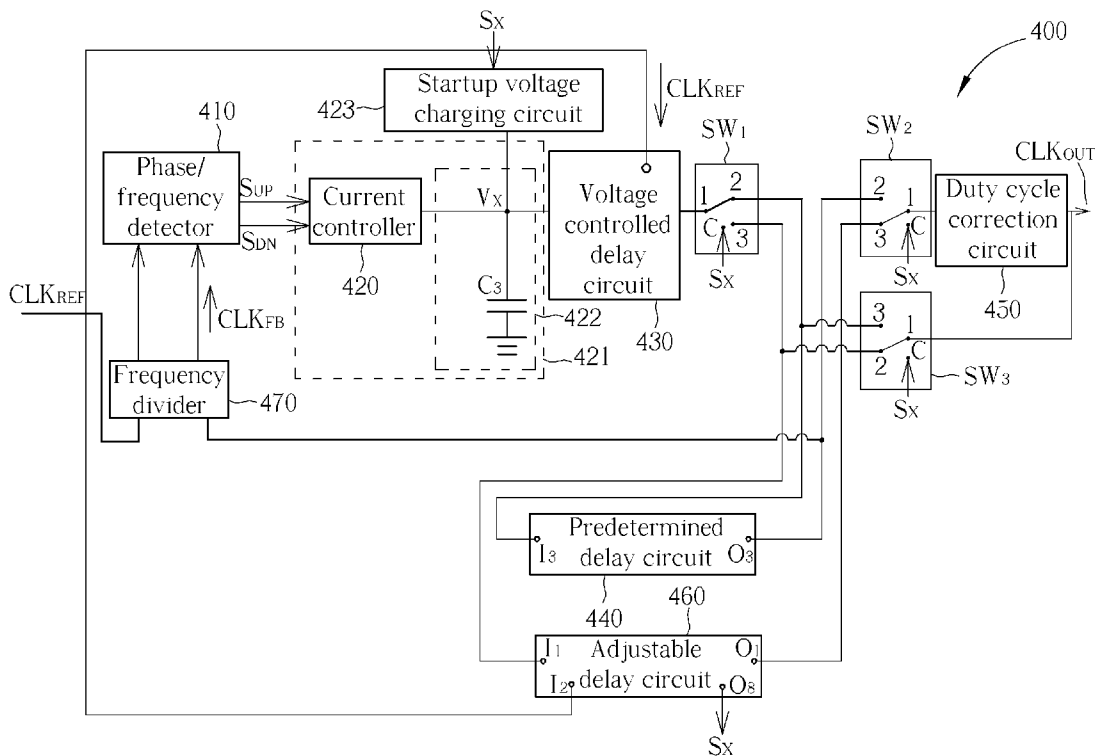 SX
400
Startup voltage
charging circuit
423
CLKREF
410
SW1
SW2
CLKOUT
Phase/
frequency
detector
SUP
SDN
Current
controller
420
VX
Voltage
controlled
delay
circuit
430
1
2
C
3
SX
2
1
3
C
SX
Duty cycle
correction
circuit
450
CLKREF
CLKFB
C3
422
421
3
1
2
C
SX
SW3
Frequency
divider
470
Predetermined
delay circuit
I3
O3
440
460
I1
Adjustable
delay circuit
O1
I2
O8
SX